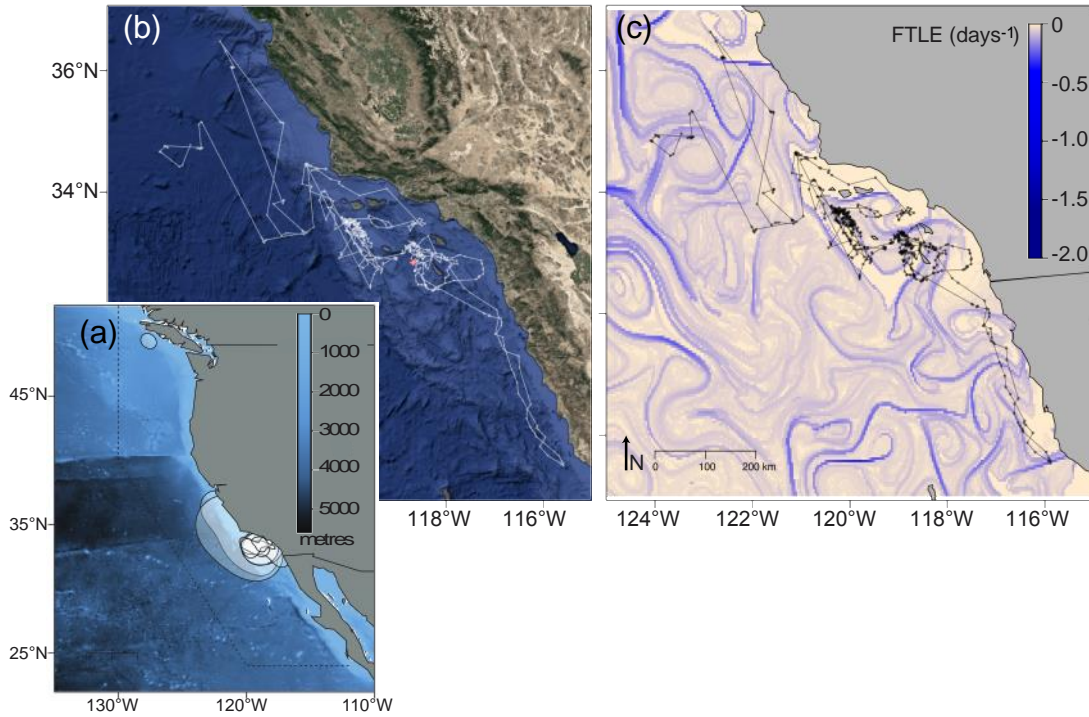 (b)
36°N
34°N
118°W
116°W
(c)
FTLE (days-1)
0
-0.5
-1.0
-1.5
-2.0
N
0
100
200 km
124°W
122°W
120°W
118°W
116°W
(a)
0
1000
2000
3000
4000
5000
metres
45°N
35°N
25°N
130°W
120°W
110°W